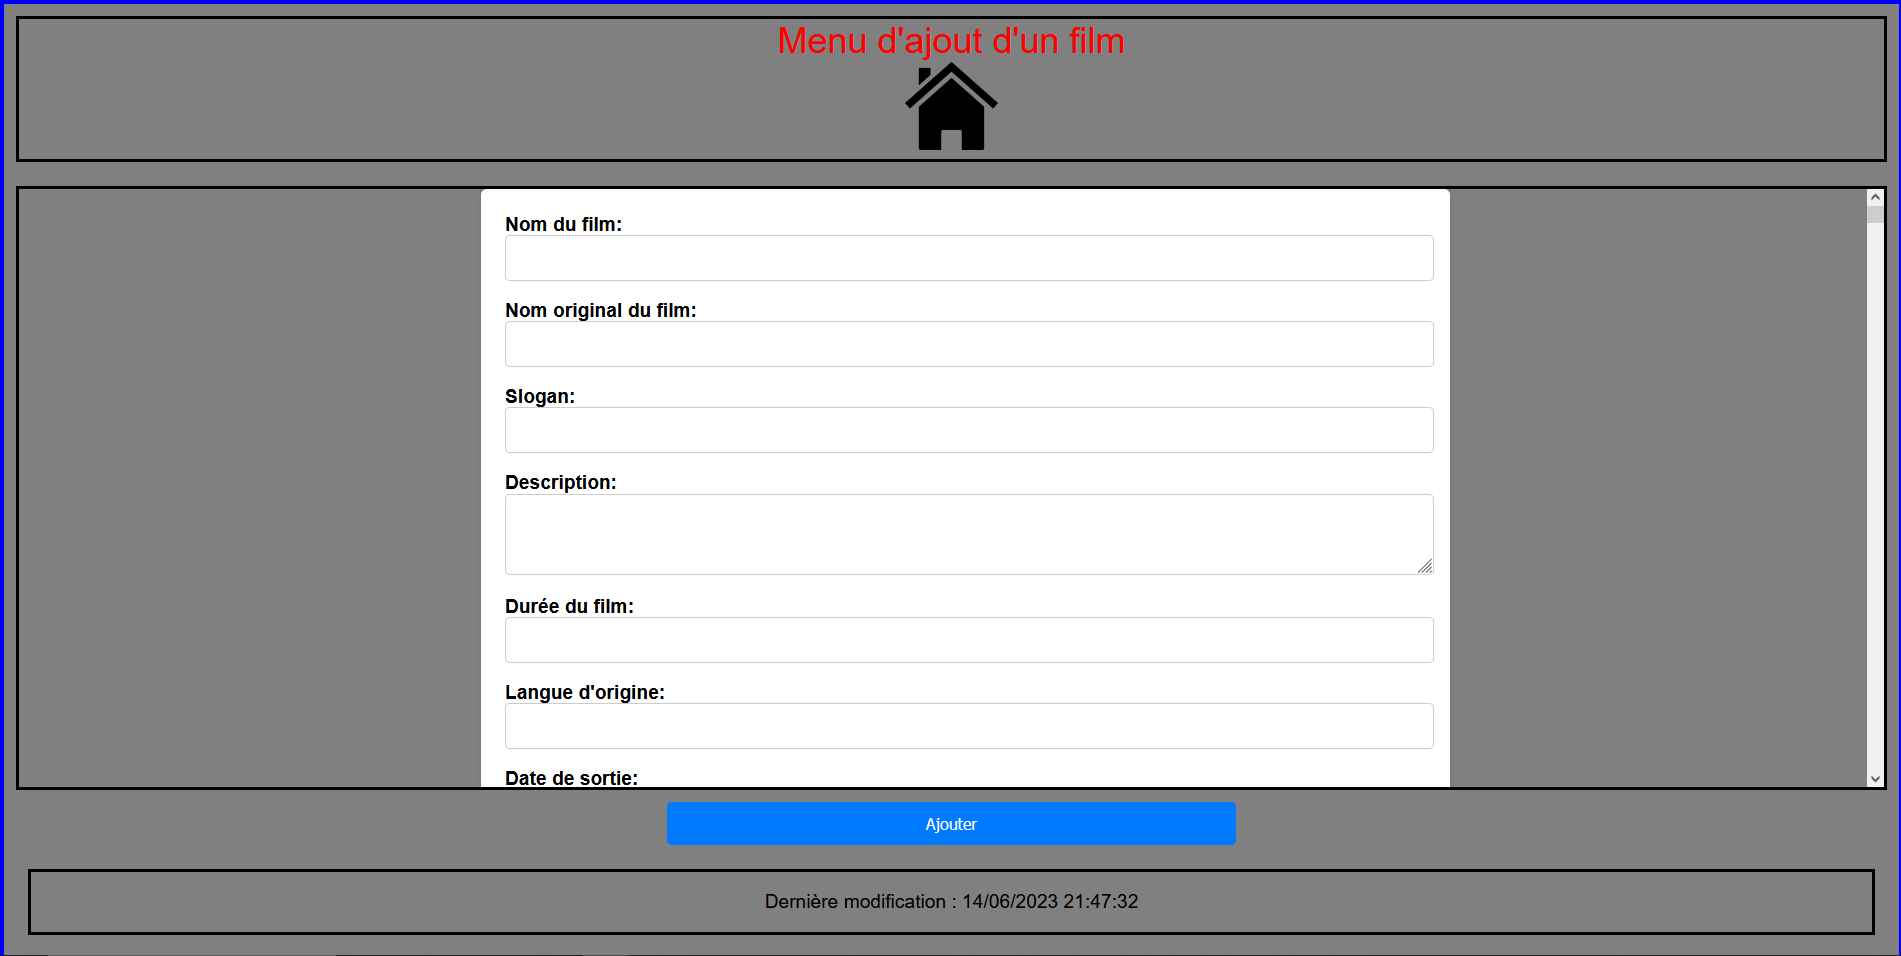 Menu d'ajout d'un film
Nom du film:
Nom original du film:
Slogan:
Description:
Durée du film:
Langue d'origine:
Date de sortie:
Ajouter
Dernière modification : 14/06/2023 21:47:32